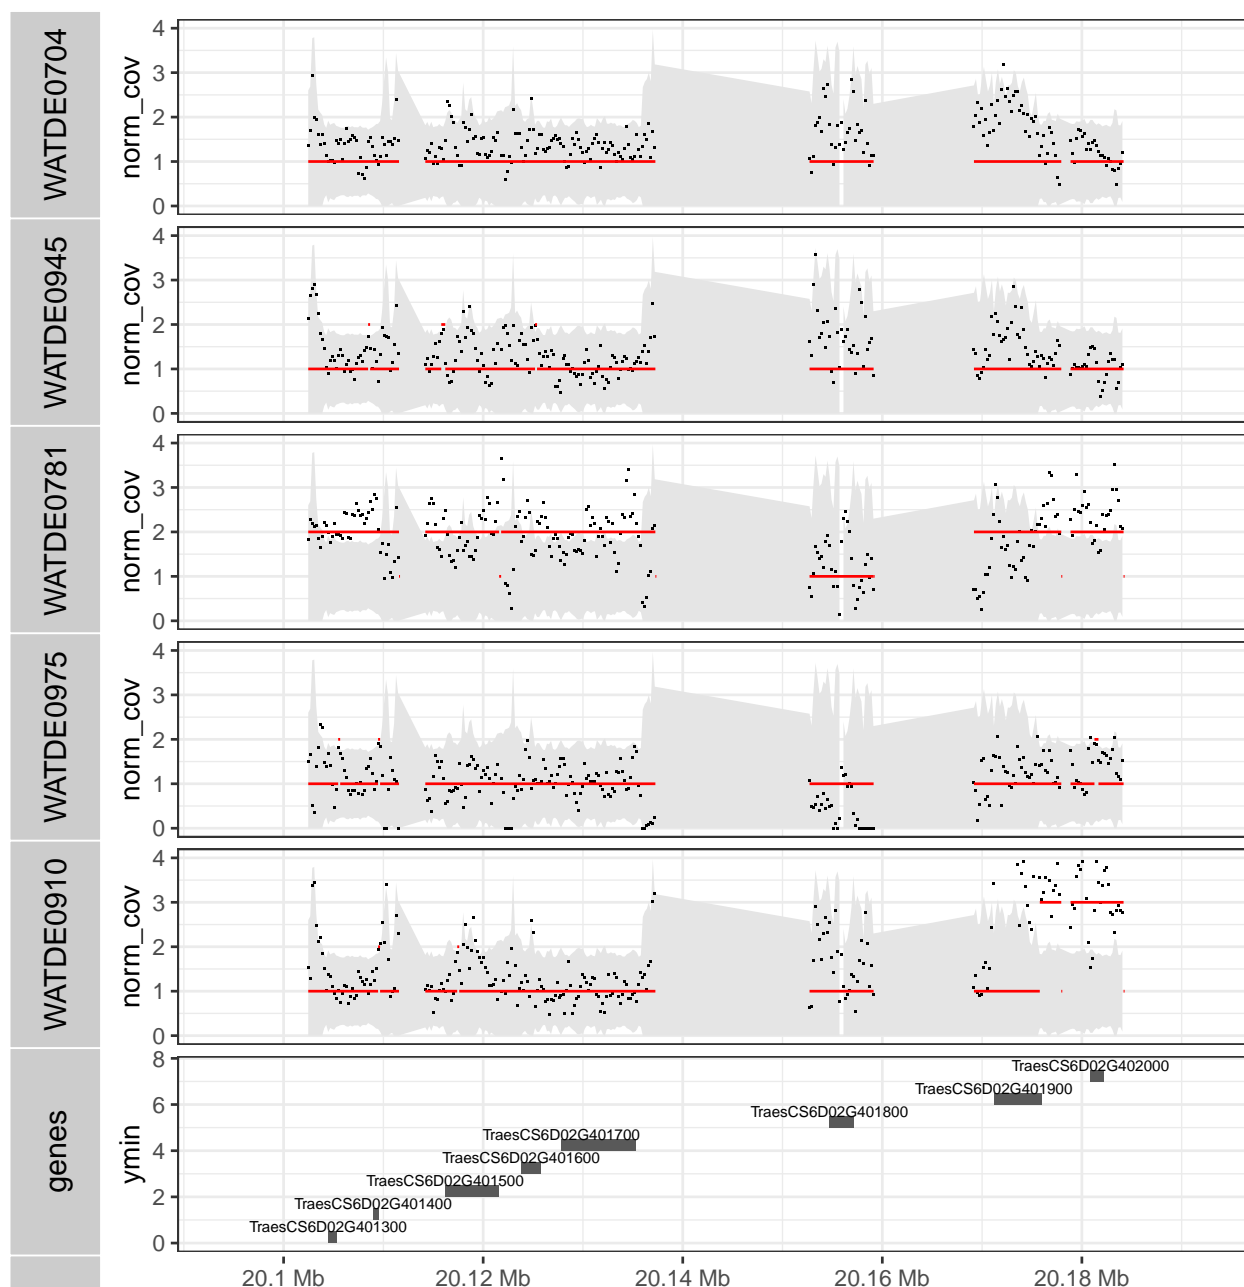 WATDE0704
norm_cov
4
3
2
1
0
WATDE0945
norm_cov
4
3
2
1
0
WATDE0781
norm_cov
4
3
2
1
0
WATDE0975
norm_cov
4
3
2
1
0
WATDE0910
norm_cov
4
3
2
1
0
genes
ymin
8
6
4
2
0
TraesCS6D02G402000
TraesCS6D02G401900
TraesCS6D02G401800
TraesCS6D02G401700
TraesCS6D02G401600
TraesCS6D02G401500
TraesCS6D02G401400
TraesCS6D02G401300
20.1 Mb 20.12 Mb 20.14 Mb 20.16 Mb 20.18 Mb